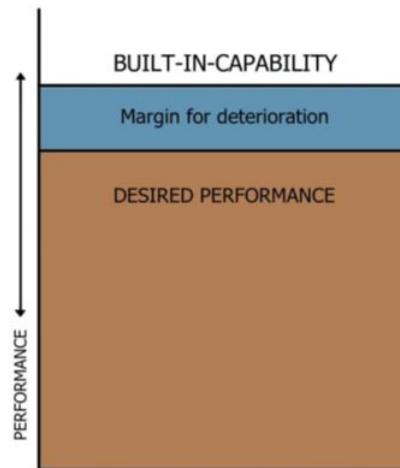 BUILT-IN-CAPABILITY
Margin for deterioration
DESIRED PERFORMANCE
PERFORMANCE